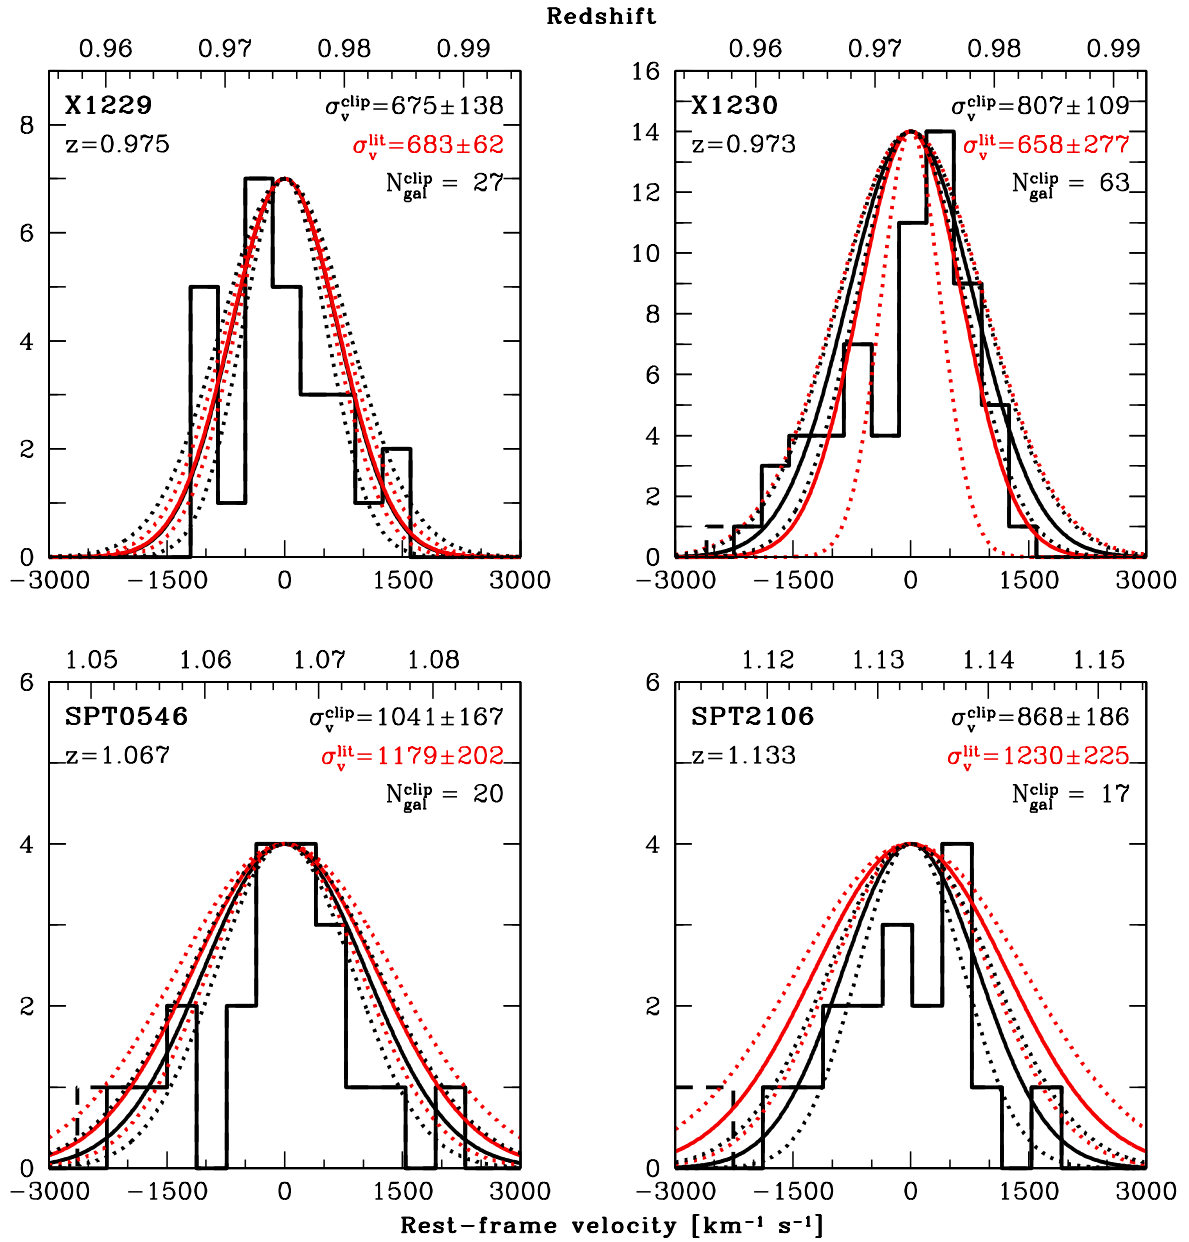 Redshift
0.96 0.97 0.98 0.99
0.96 0.97 0.98 0.99
X1229 σ_v^clip=675±138
z=0.975 σ_v^lit=683±62
N_gal^clip = 27
8
6
4
2
0
−3000 −1500 0 1500 3000
X1230 σ_v^clip=807±109
z=0.973 σ_v^lit=658±277
N_gal^clip = 63
16
14
12
10
8
6
4
2
0
−3000 −1500 0 1500 3000
1.05 1.06 1.07 1.08
1.12 1.13 1.14 1.15
SPT0546 σ_v^clip=1041±167
z=1.067 σ_v^lit=1179±202
N_gal^clip = 20
6
4
2
0
−3000 −1500 0 1500 3000
SPT2106 σ_v^clip=868±186
z=1.133 σ_v^lit=1230±225
N_gal^clip = 17
6
4
2
0
−3000 −1500 0 1500 3000
Rest−frame velocity [km⁻¹ s⁻¹]